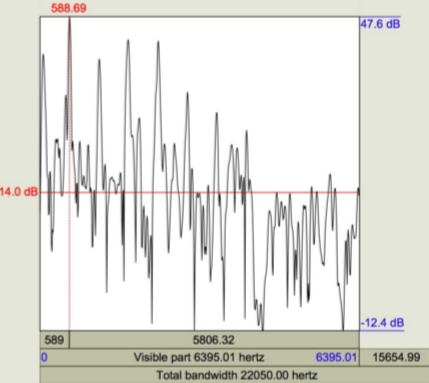 588.69
47.6 dB
14.0 dB
-12.4 dB
589 5806.32
0 Visible part 6395.01 hertz 6395.01 15654.99
Total bandwidth 22050.00 hertz